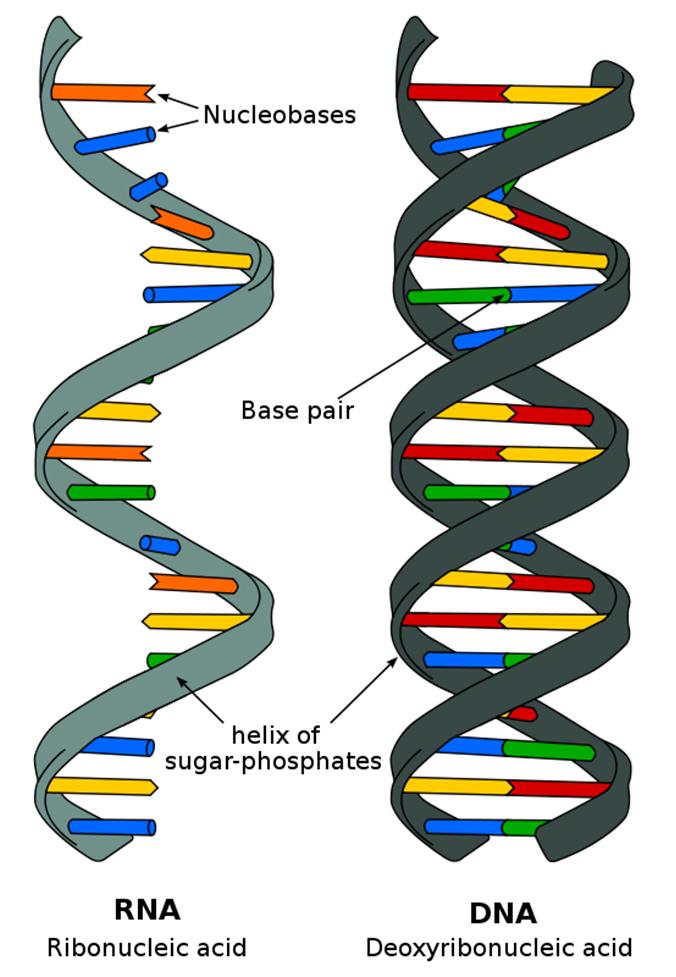 Nucleobases
Base pair
helix of
sugar-phosphates
RNA
Ribonucleic acid
DNA
Deoxyribonucleic acid